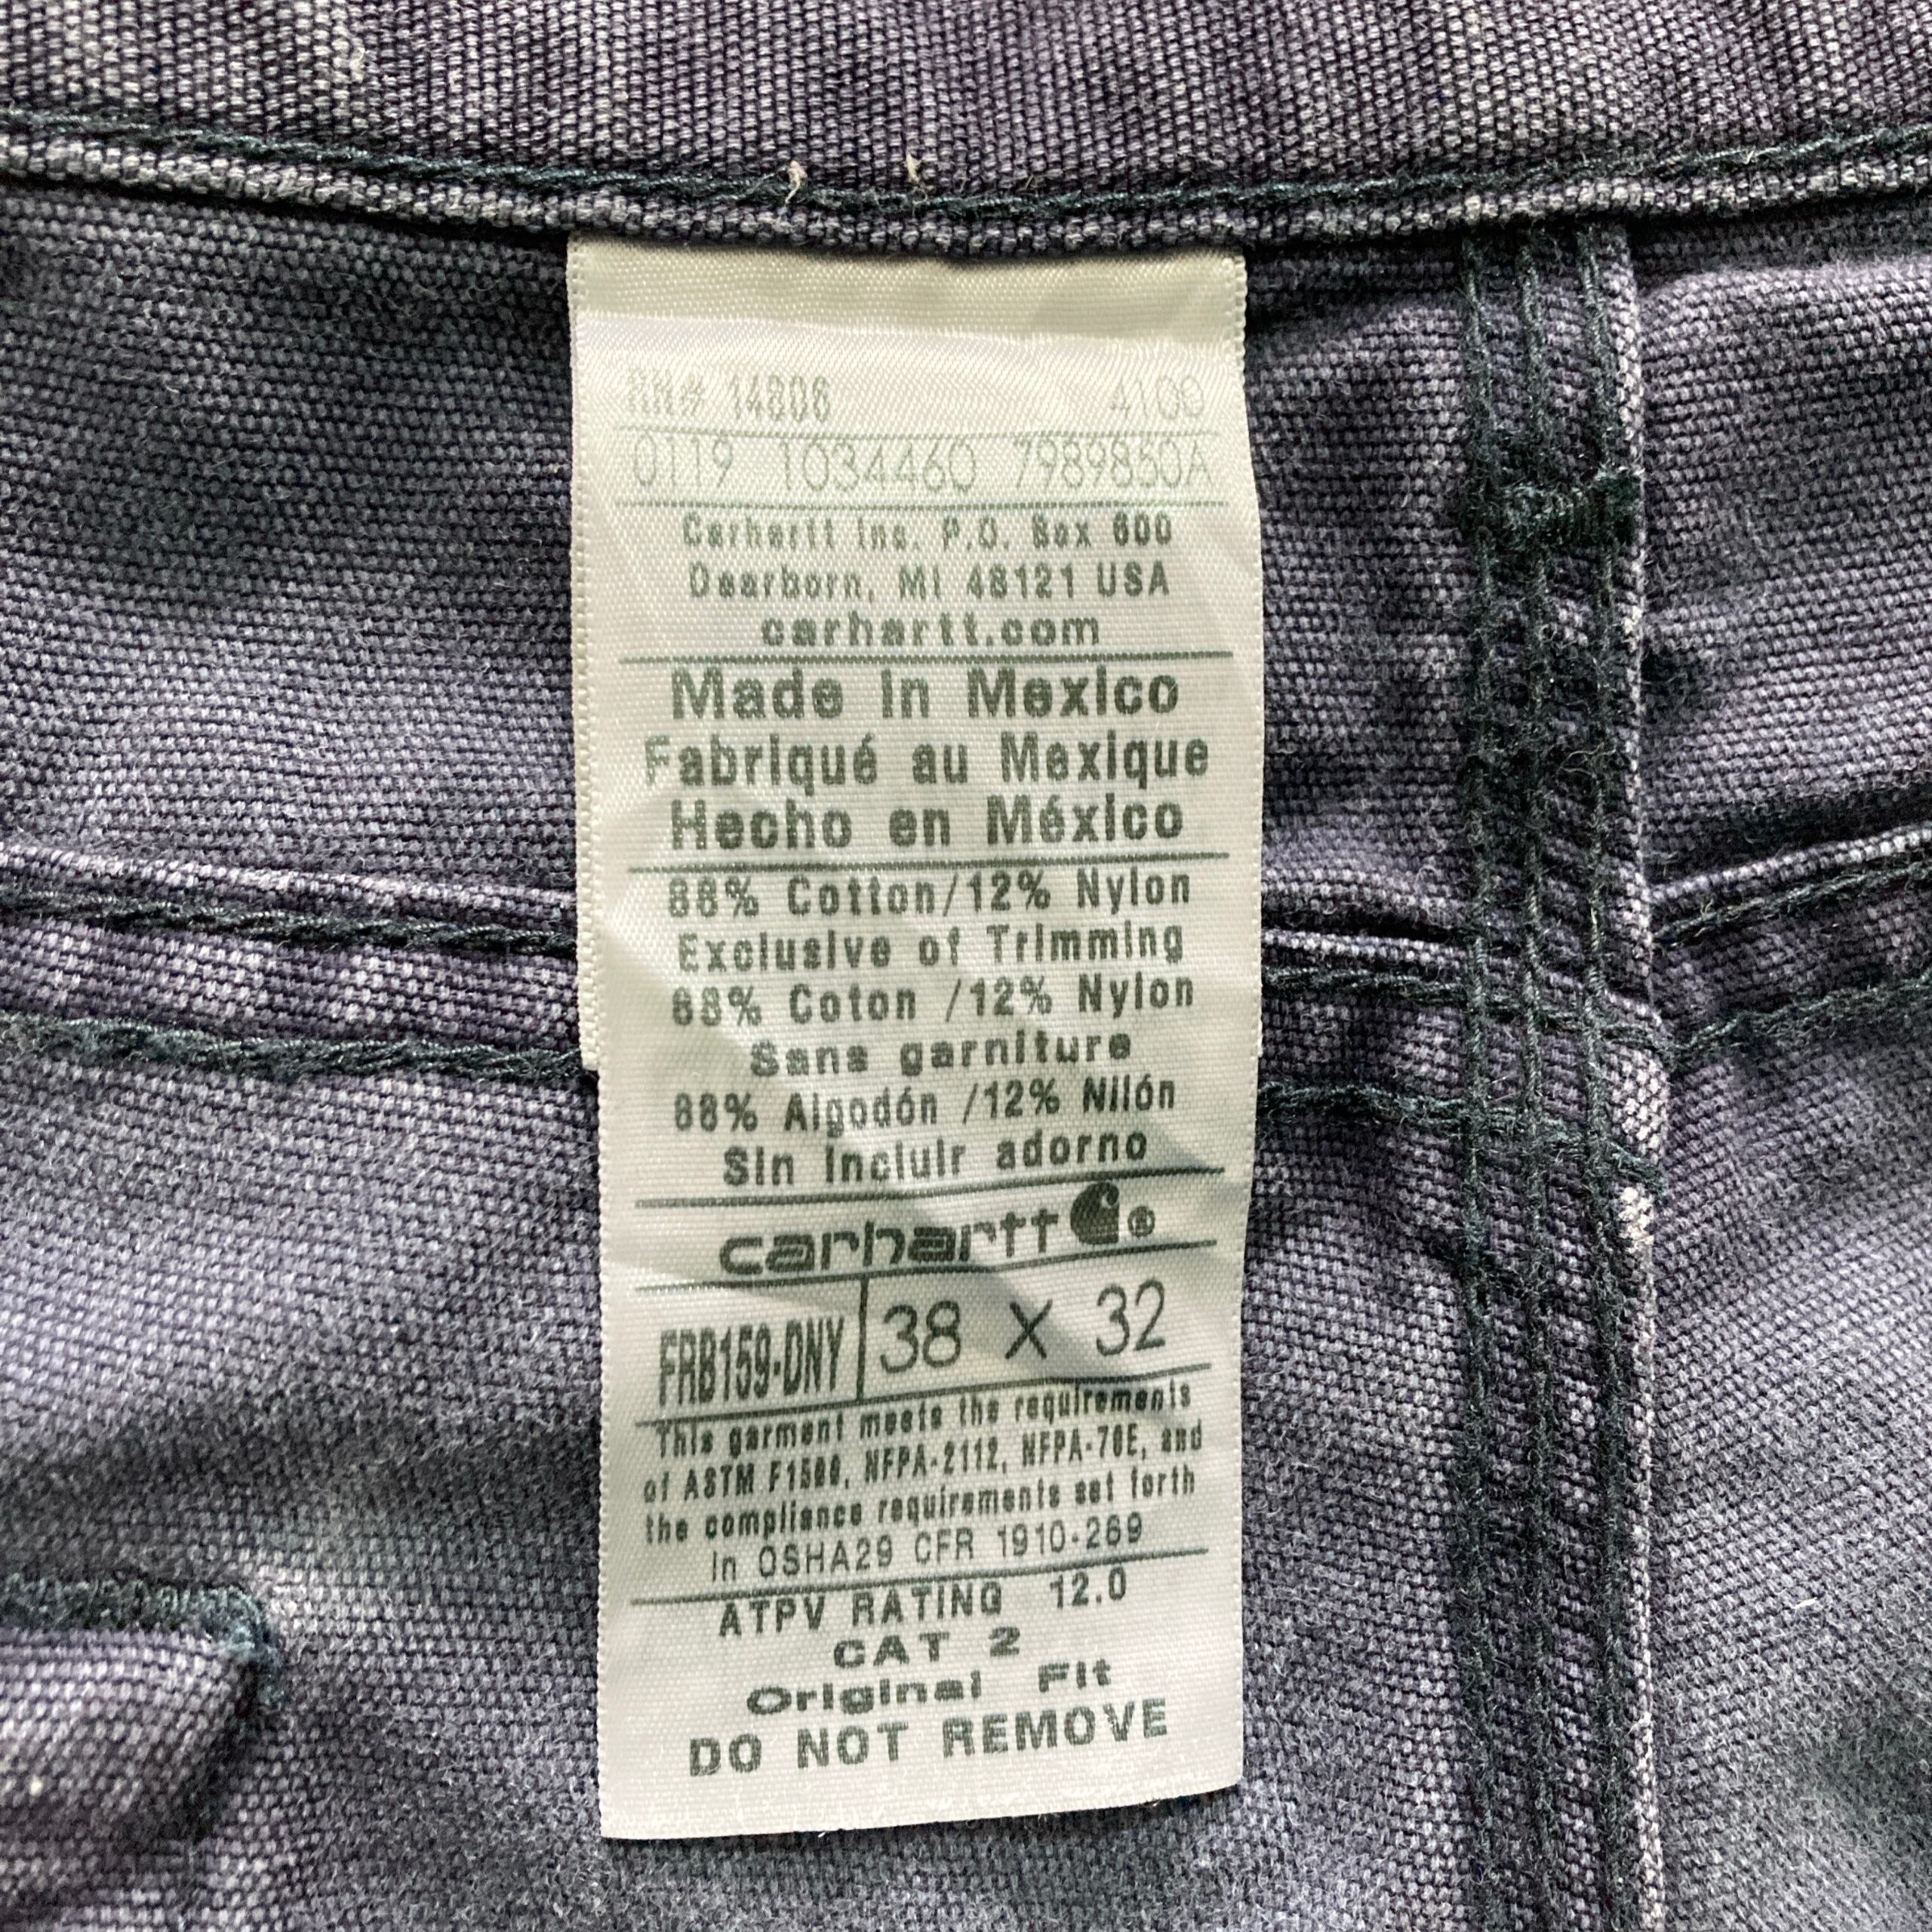 RN# 14806 4100
0119 1034460 7989850A
Carhartt Inc. P.O. Box 600
Dearborn, MI 48121 USA
carhartt.com
Made in Mexico
Fabriqué au Mexique
Hecho en México
88% Cotton/12% Nylon
Exclusive of Trimming
88% Coton /12% Nylon
Sans garniture
88% Algodón /12% Nilón
Sin incluir adorno
carhartt ®
FRB159-DNY 38 X 32
This garment meets the requirements
of ASTM F1506, NFPA-2112, NFPA-70E, and
the compliance requirements set forth
in OSHA29 CFR 1910-269
ATPV RATING 12.0
CAT 2
Original Fit
DO NOT REMOVE